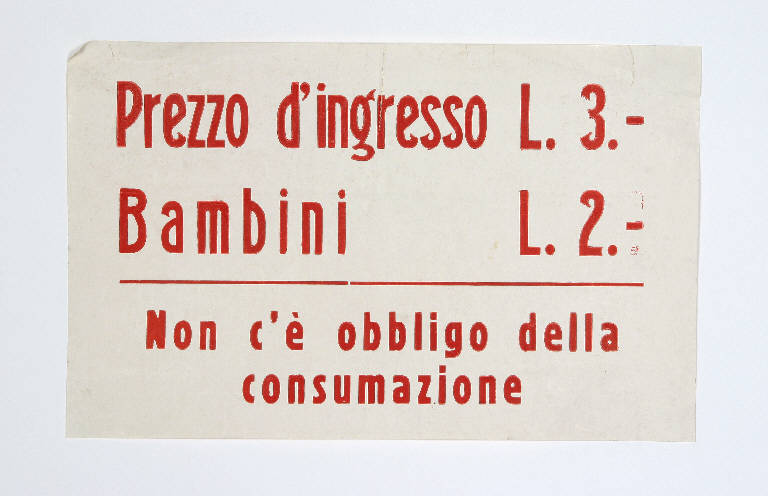 Prezzo d'ingresso L. 3.-
Bambini L. 2.-
Non c'è obbligo della
consumazione